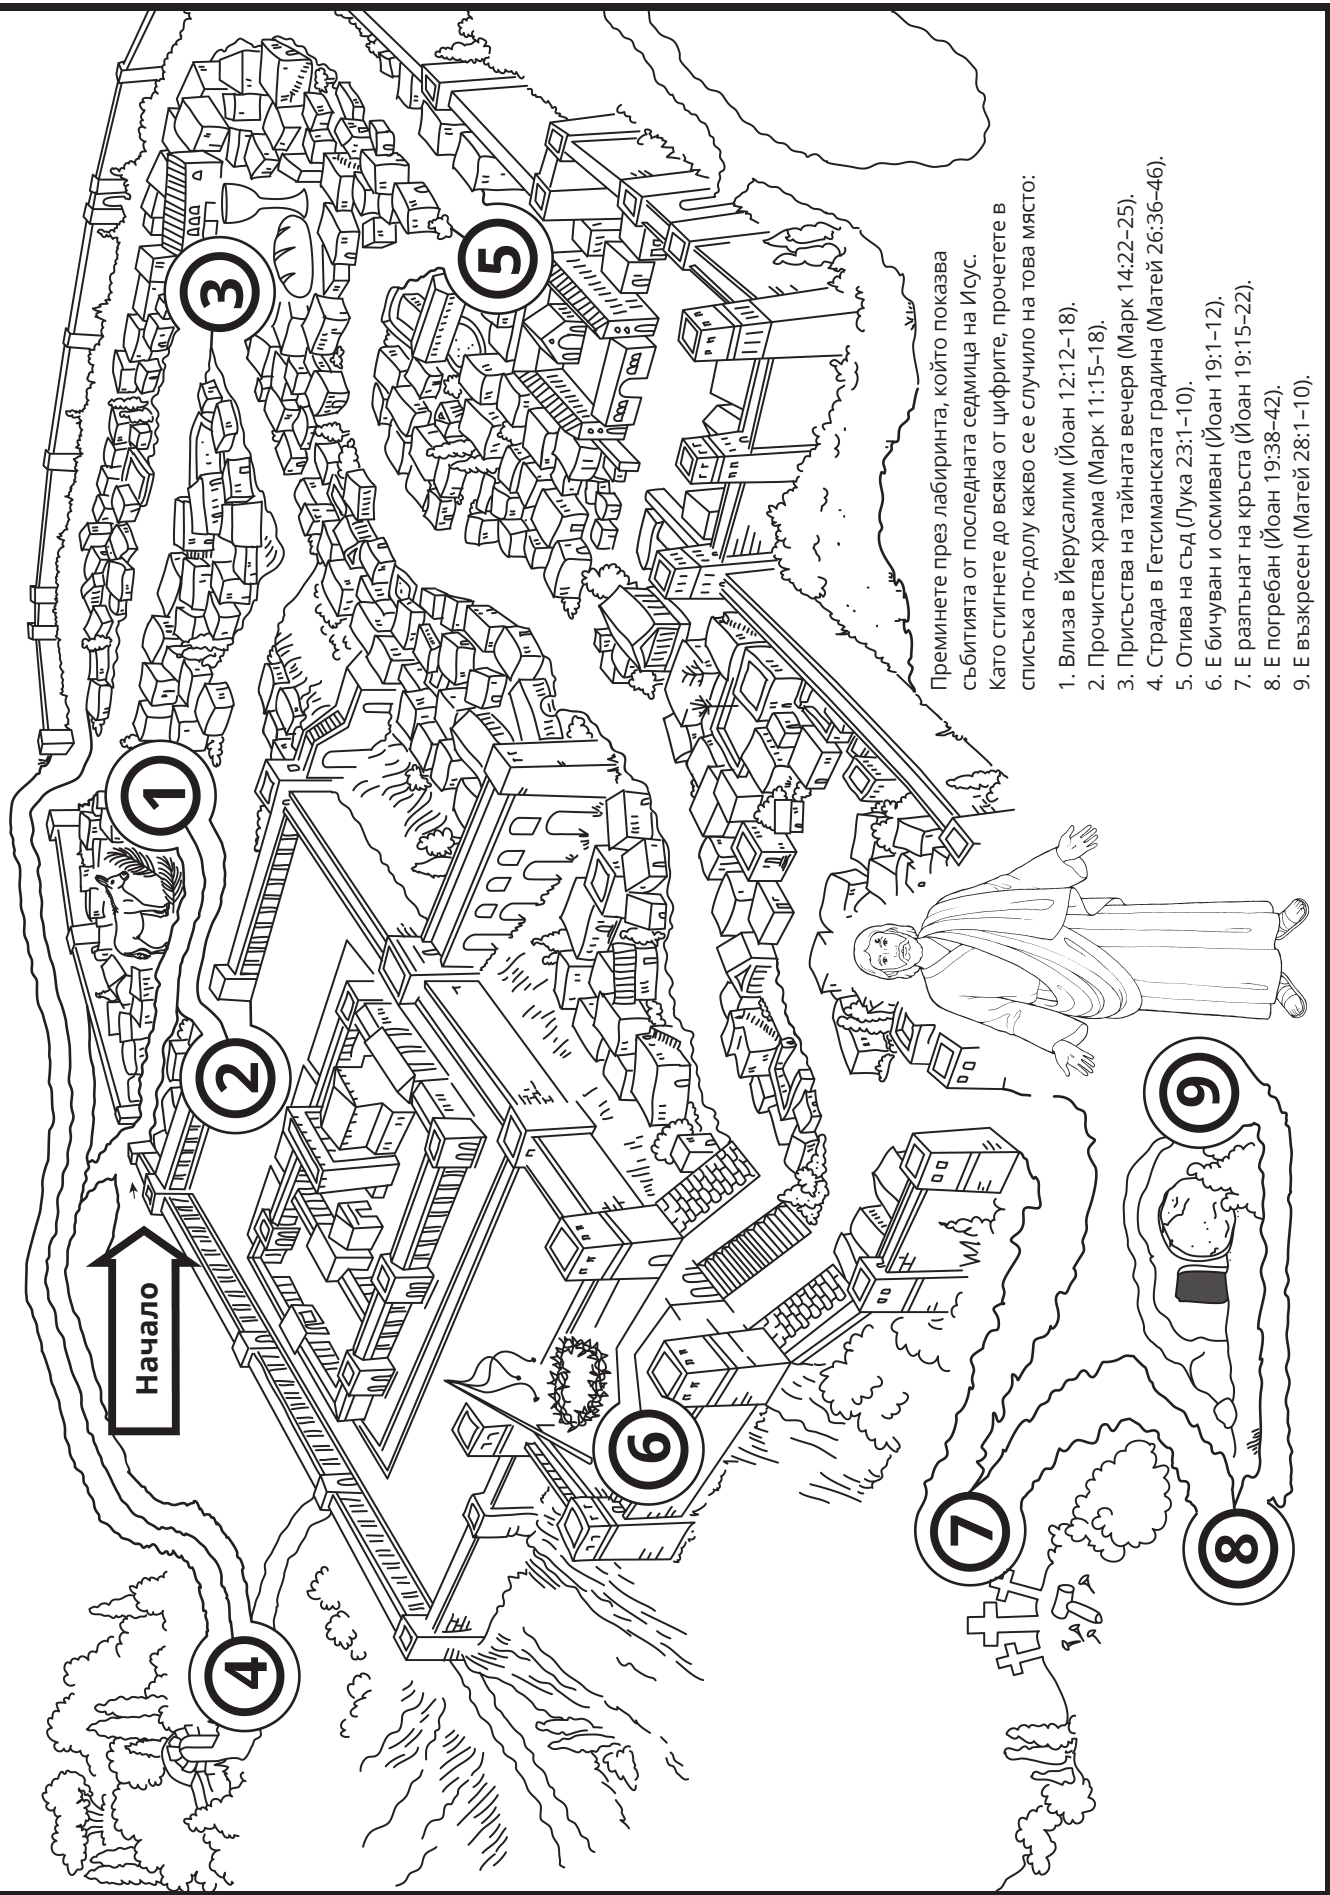 Начало
1
2
3
4
5
6
7
8
9
Преминете през лабиринта, който показва
събитията от последната седмица на Исус.
Като стигнете до всяка от цифрите, прочетете в
списъка по-долу какво се е случило на това място:
1. Влиза в Йерусалим (Йоан 12:12–18).
2. Прочиства храма (Марк 11:15–18).
3. Присъства на тайната вечеря (Марк 14:22–25).
4. Страда в Гетсиманската градина (Матей 26:36–46).
5. Отива на съд (Лука 23:1–10).
6. Е бичуван и осмиван (Йоан 19:1–12).
7. Е разпънат на кръста (Йоан 19:15–22).
8. Е погребан (Йоан 19:38–42).
9. Е възкресен (Матей 28:1–10).